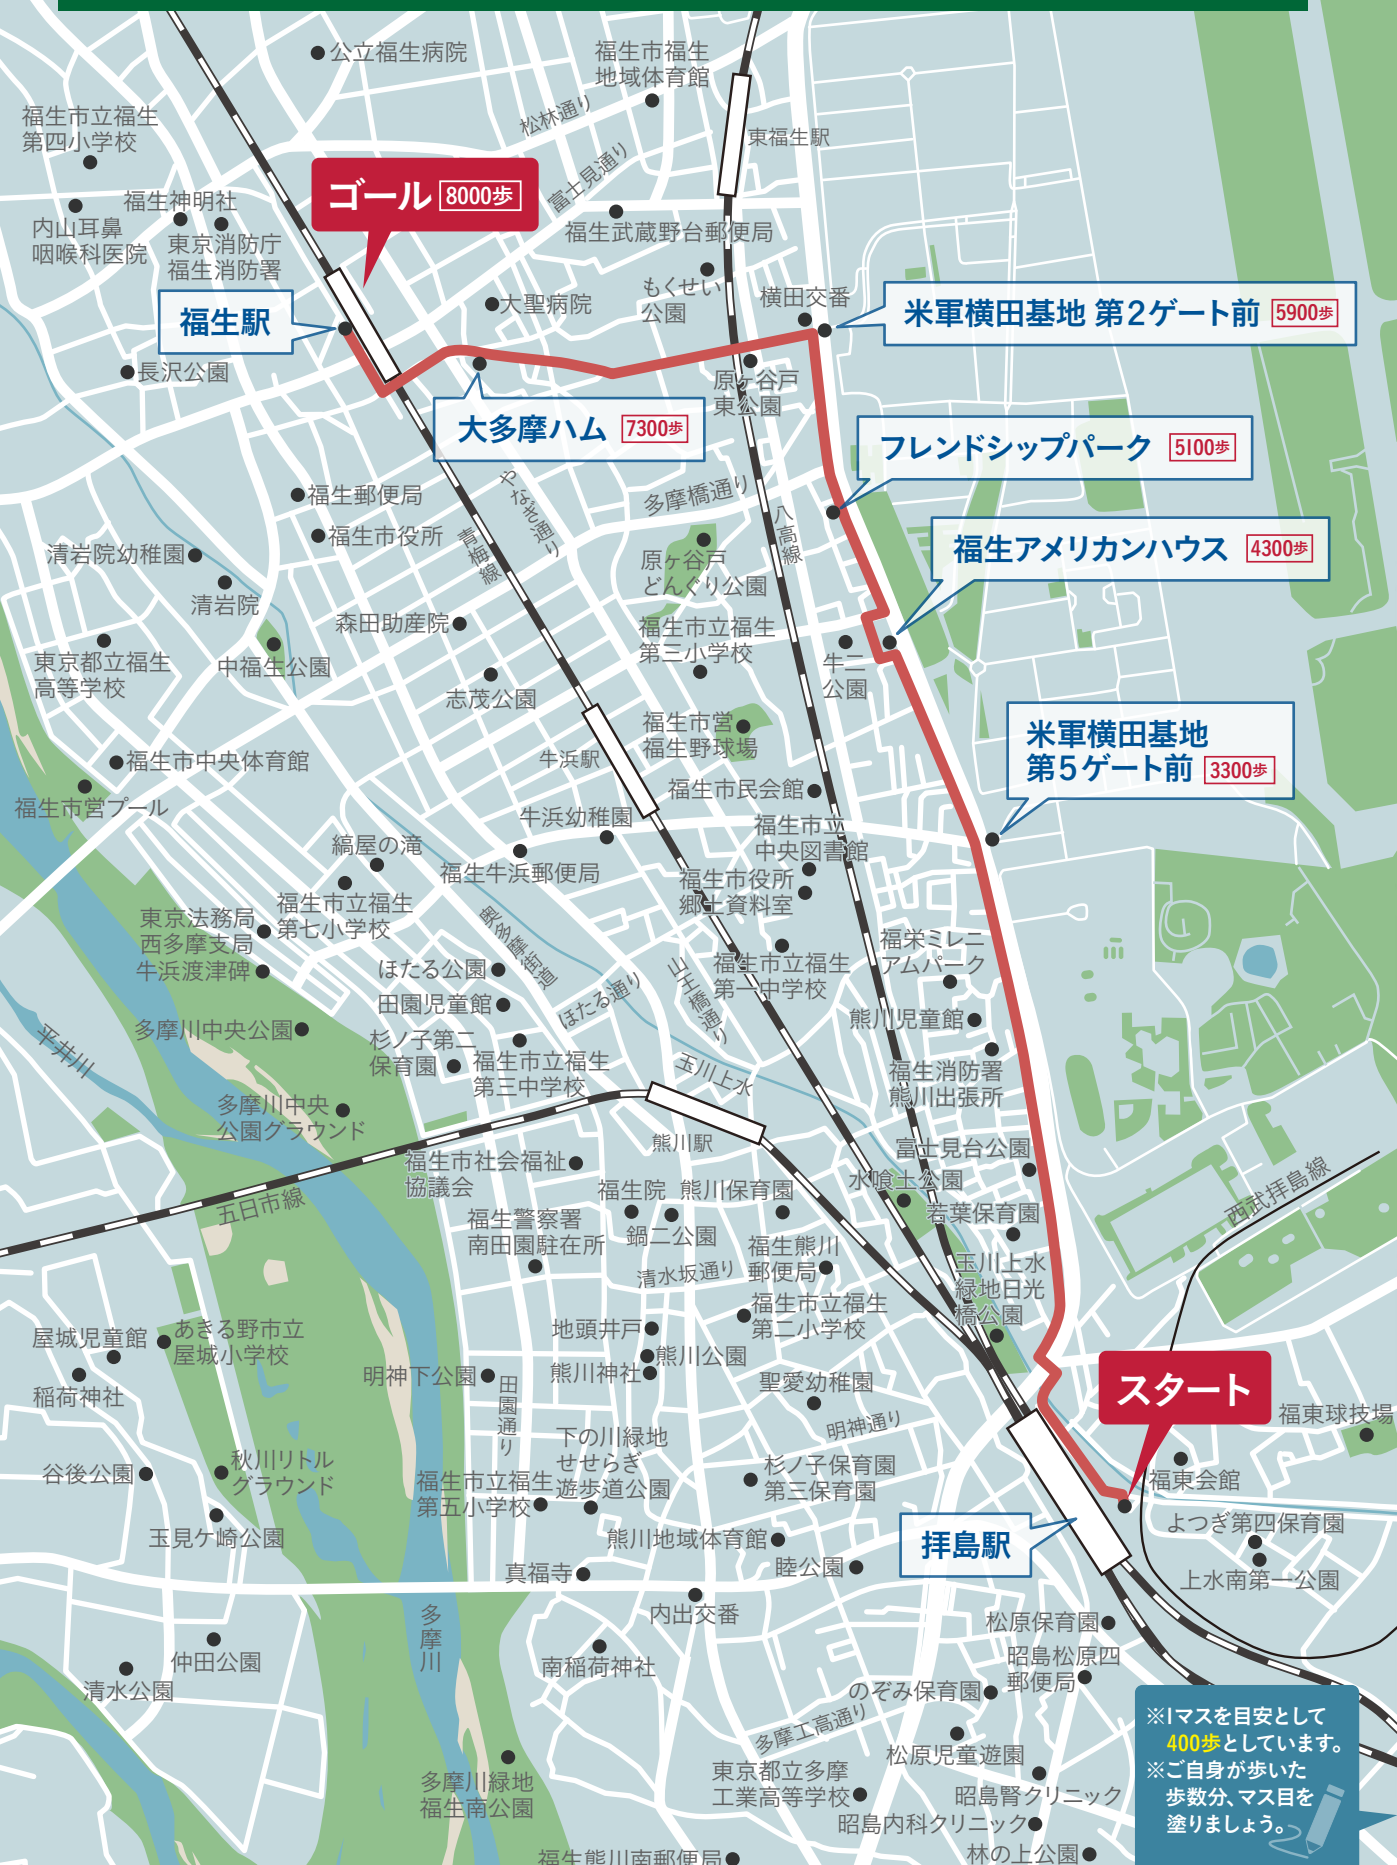 公立福生病院
福生市福生
地域体育館
松林通り
東福生駅
福生市立福生
第四小学校
富士見通り
ゴール 8000歩
福生神明社
内山耳鼻
咽喉科医院
東京消防庁
福生消防署
福生武蔵野台郵便局
もくせい
公園
横田交番
大聖病院
福生駅
米軍横田基地 第2ゲート前 5900歩
長沢公園
原ヶ谷戸
東公園
大多摩ハム 7300歩
フレンドシップパーク 5100歩
福生郵便局
やなぎ通り
多摩橋通り
八高線
福生市役所
青梅線
清岩院幼稚園
原ヶ谷戸
どんぐり公園
福生アメリカンハウス 4300歩
清岩院
森田助産院
福生市立福生
第三小学校
東京都立福生
高等学校
中福生公園
牛二
公園
志茂公園
福生市営
福生野球場
米軍横田基地
第5ゲート前 3300歩
福生市中央体育館
牛浜駅
福生市民会館
福生市営プール
牛浜幼稚園
福生市立
中央図書館
縞屋の滝
福生牛浜郵便局
福生市役所
郷土資料室
福生市立福生
第七小学校
東京法務局
西多摩支局
牛浜渡津碑
奥多摩街道
福栄ミレニ
アムパーク
ほたる公園
山王橋通り
福生市立福生
第一中学校
田園児童館
ほたる通り
熊川児童館
多摩川中央公園
平井川
杉ノ子第二
保育園
福生市立福生
第三中学校
玉川上水
福生消防署
熊川出張所
多摩川中央
公園グラウンド
熊川駅
富士見台公園
福生市社会福祉
協議会
水喰土公園
五日市線
福生院
熊川保育園
若葉保育園
西武拝島線
福生警察署
南田園駐在所
鍋二公園
福生熊川
郵便局
清水坂通り
玉川上水
緑地日光
橋公園
福生市立福生
第二小学校
地頭井戸
屋城児童館
あきる野市立
屋城小学校
熊川公園
熊川神社
稲荷神社
明神下公園
田園通り
聖愛幼稚園
スタート
福東球技場
明神通り
下の川緑地
せせらぎ
遊歩道公園
谷後公園
秋川リトル
グラウンド
福生市立福生
第五小学校
杉ノ子保育園
第三保育園
福東会館
玉見ケ崎公園
熊川地域体育館
拝島駅
よつぎ第四保育園
真福寺
睦公園
上水南第一公園
内出交番
多摩川
松原保育園
仲田公園
南稲荷神社
昭島松原四
郵便局
清水公園
のぞみ保育園
多摩工高通り
松原児童遊園
多摩川緑地
福生南公園
東京都立多摩
工業高等学校
昭島腎クリニック
昭島内科クリニック
林の上公園
福生熊川南郵便局
※1マスを目安として
400歩としています。
※ご自身が歩いた
歩数分、マス目を
塗りましょう。